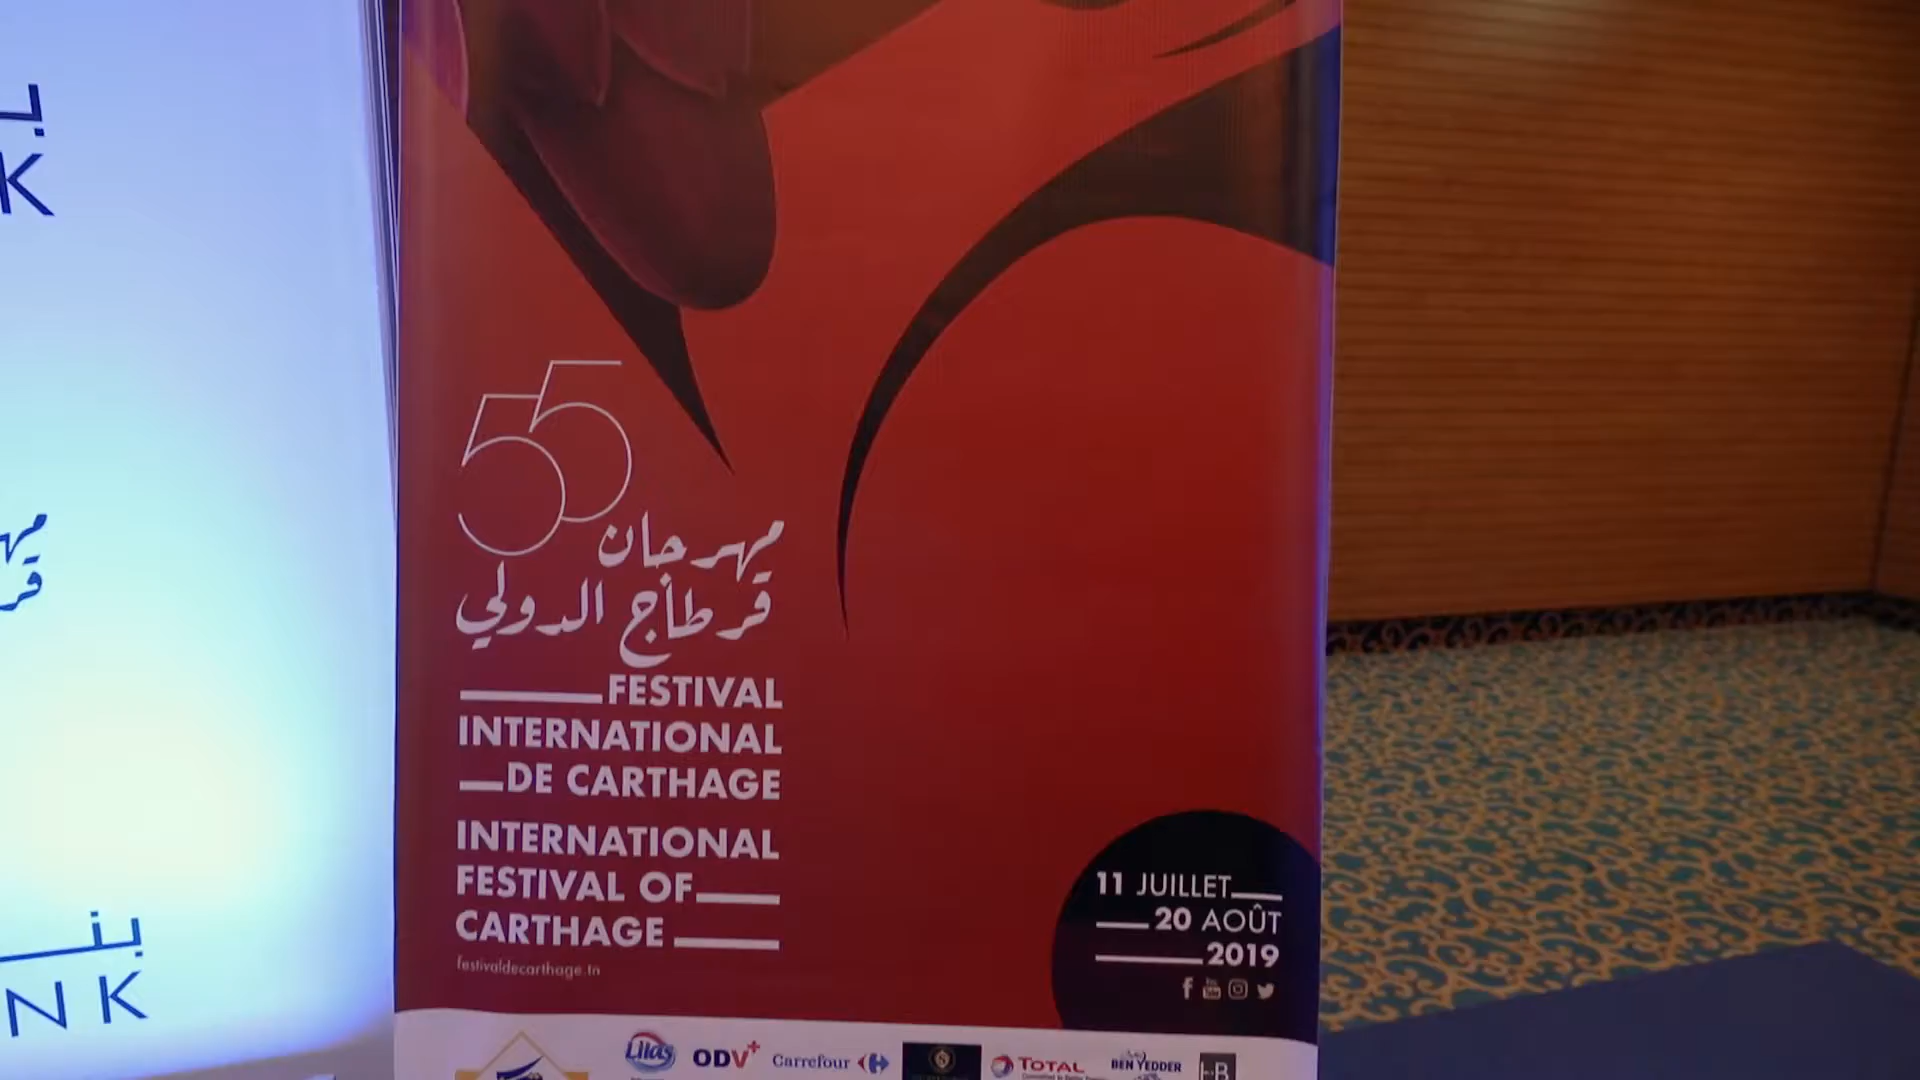 K
55
مهرجان
قرطاج الدولي
FESTIVAL
INTERNATIONAL
DE CARTHAGE
INTERNATIONAL
FESTIVAL OF
CARTHAGE
festivaldecarthage.tn
11 JUILLET
20 AOÛT
2019
NK
Lilas ODV+ Carrefour TOTAL BEN YEDDER